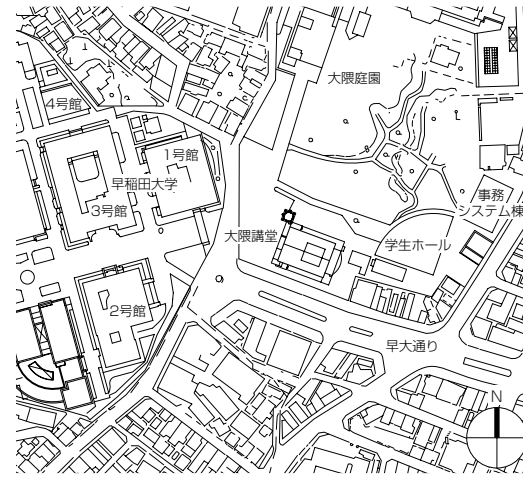 大隈庭園
4号館
1号館
早稲田大学
3号館
事務
システム棟
大隈講堂
学生ホール
2号館
早大通り
N